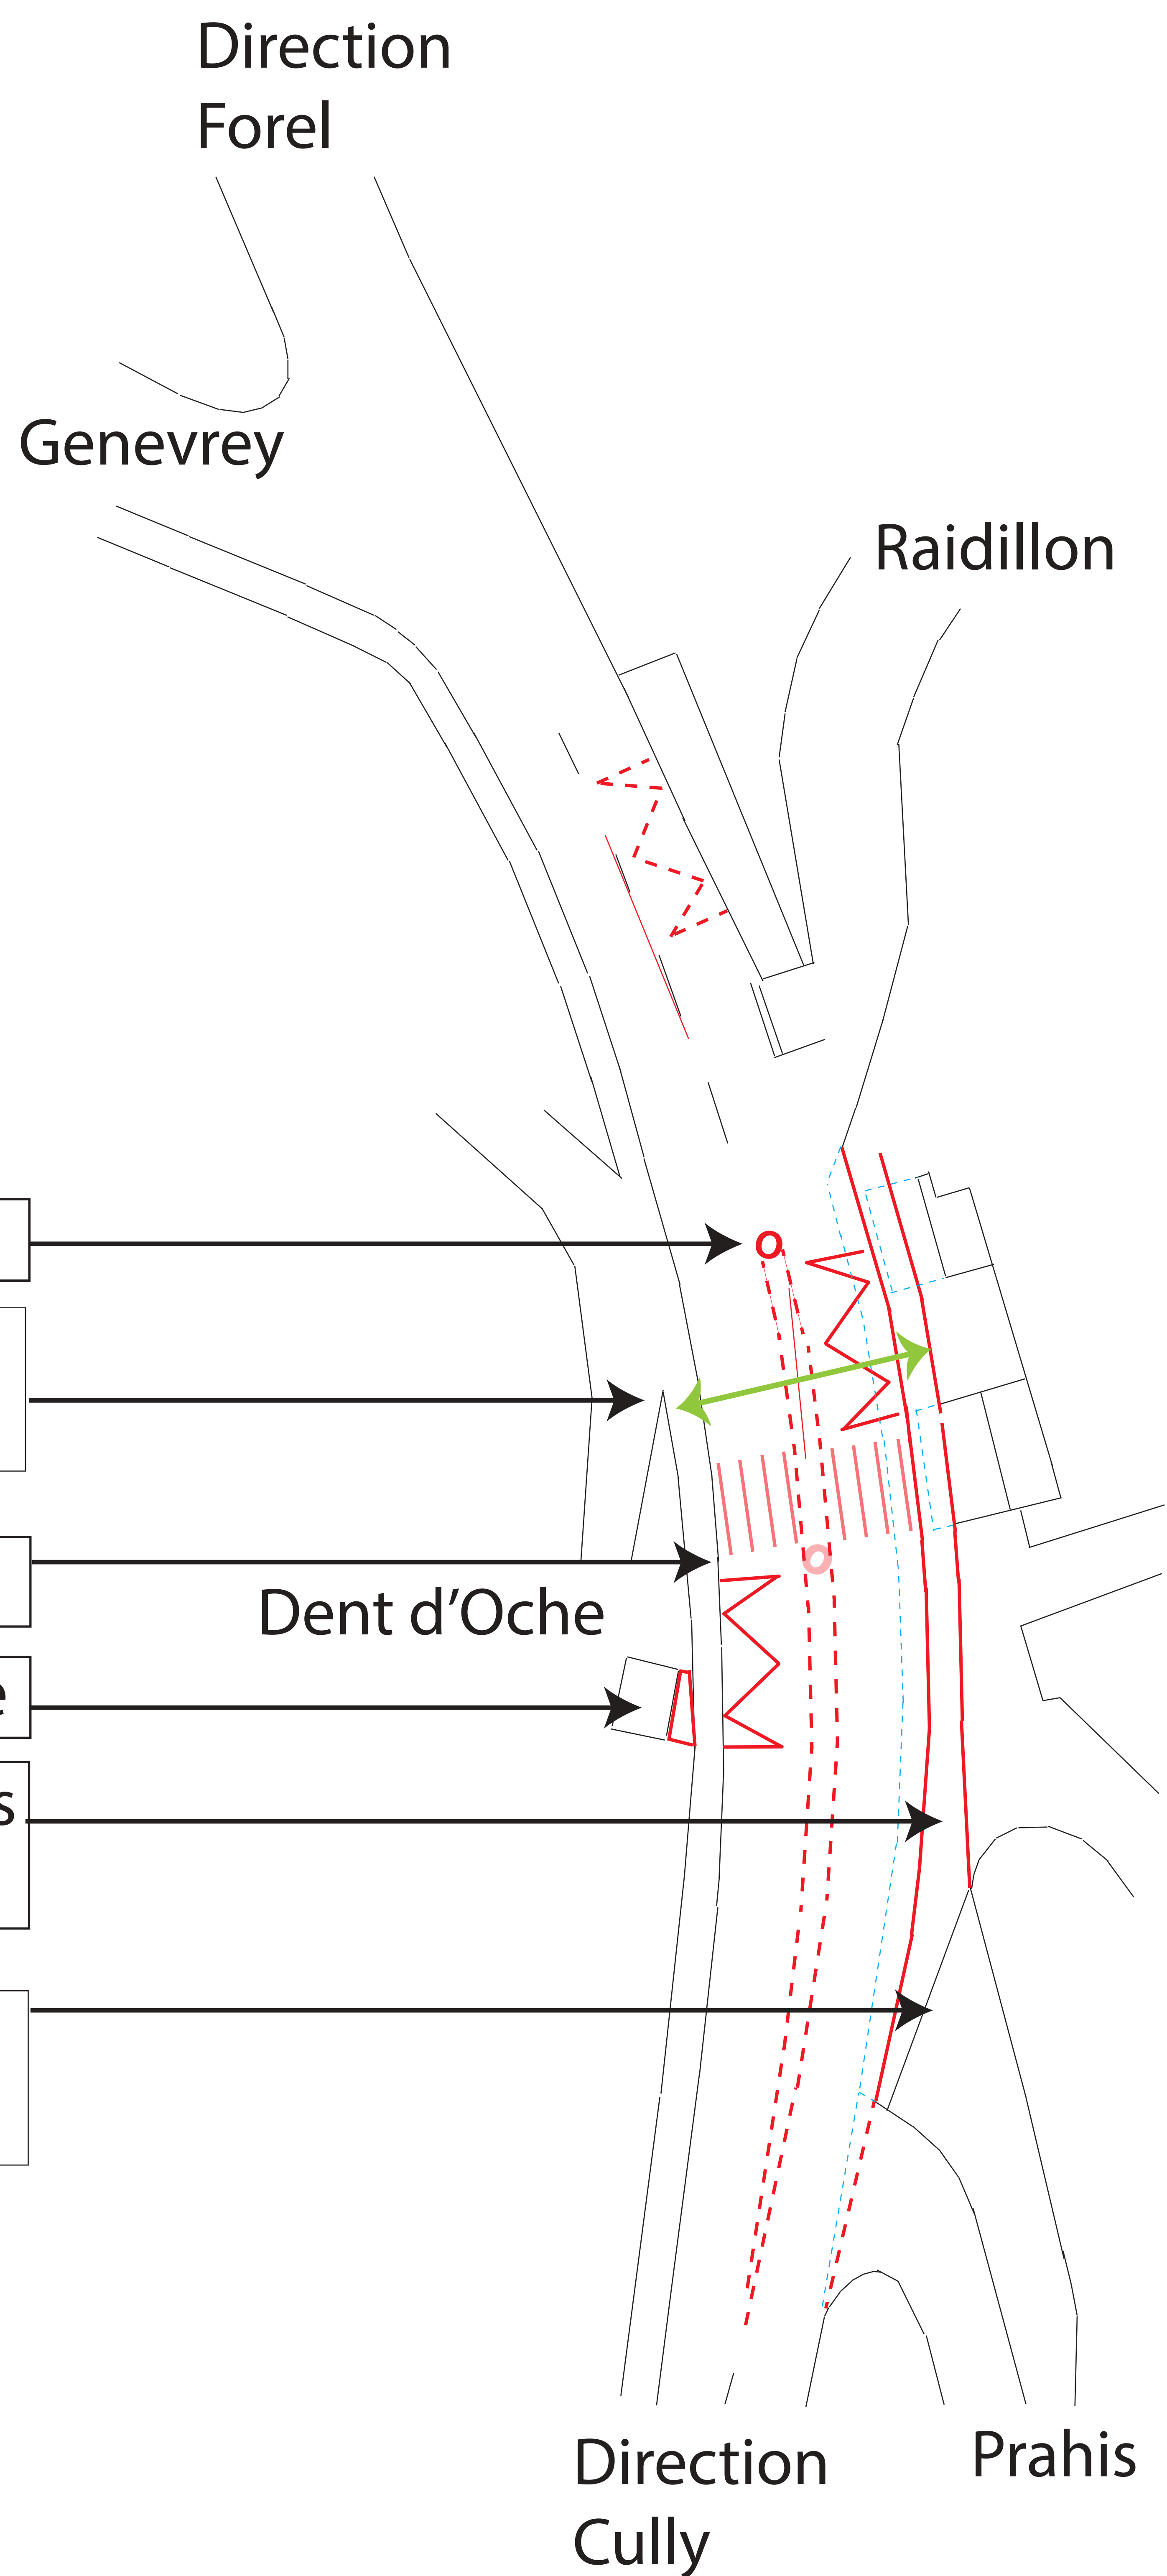 Direction
Forel
Genevrey
Raidillon
Dent d'Oche
e
s
Direction
Cully
Prahis